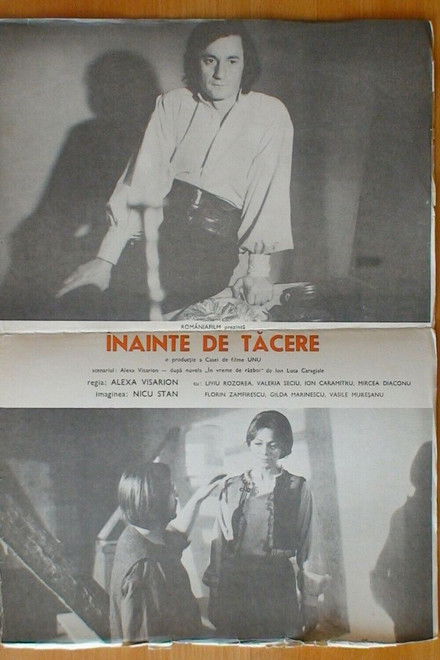 ROMÂNIAFILM prezintă
ÎNAINTE DE TĂCERE
o producție a Casei de filme UNU
scenariul: Alexa Visarion — după nuvela „În vreme de război" de Ion Luca Caragiale
regia: ALEXA VISARION cu: LIVIU ROZOREA, VALERIA SECIU, ION CARAMITRU, MIRCEA DIACONU
imaginea: NICU STAN FLORIN ZAMFIRESCU, GILDA MARINESCU, VASILE MUREȘANU